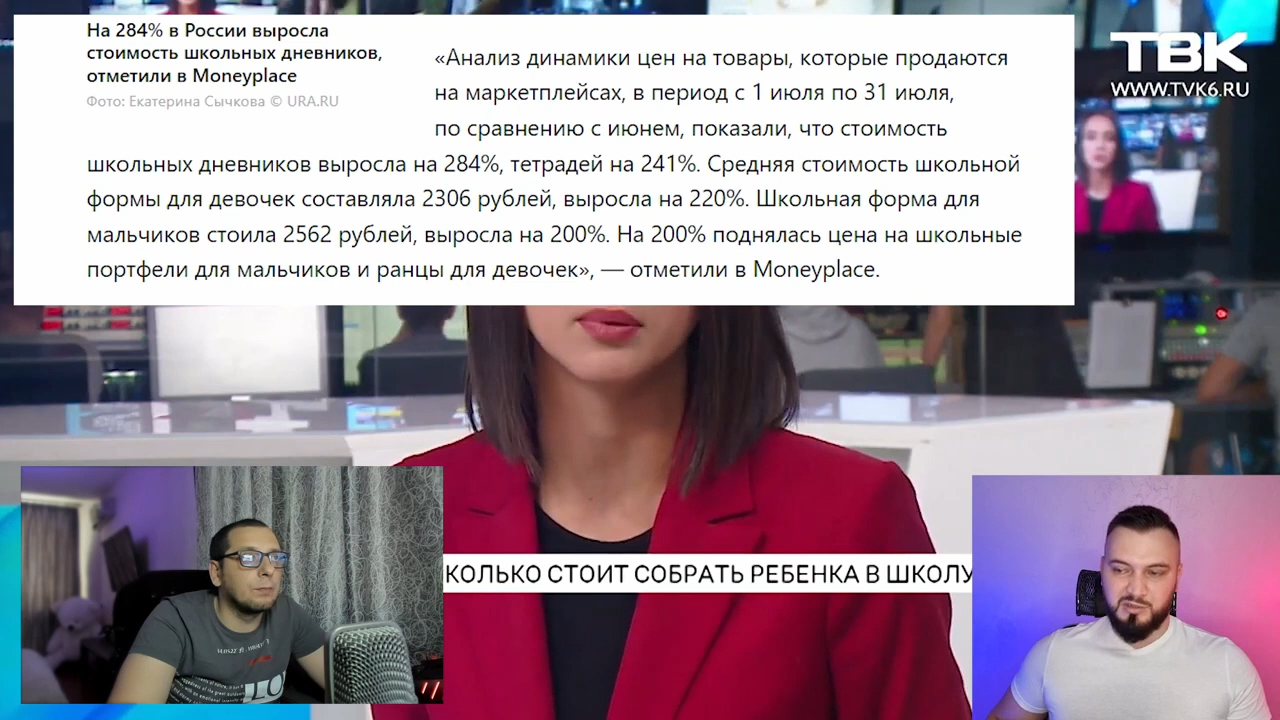 На 284% в России выросла
стоимость школьных дневников,
отметили в Moneyplace
Фото: Екатерина Сычкова © URA.RU
«Анализ динамики цен на товары, которые продаются
на маркетплейсах, в период с 1 июля по 31 июля,
по сравнению с июнем, показали, что стоимость
школьных дневников выросла на 284%, тетрадей на 241%. Средняя стоимость школьной
формы для девочек составляла 2306 рублей, выросла на 220%. Школьная форма для
мальчиков стоила 2562 рублей, выросла на 200%. На 200% поднялась цена на школьные
портфели для мальчиков и ранцы для девочек», — отметили в Moneyplace.
ТВК
WWW.TVK6.RU
КОЛЬКО СТОИТ СОБРАТЬ РЕБЕНКА В ШКОЛУ